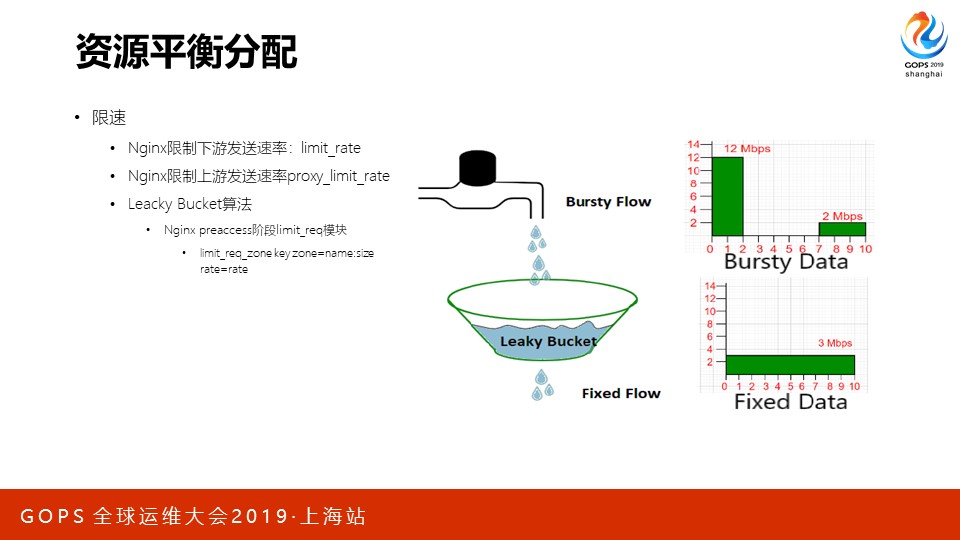 资源平衡分配
GOPS 2019
shanghai
• 限速
• Nginx限制下游发送速率：limit_rate
• Nginx限制上游发送速率proxy_limit_rate
• Leacky Bucket算法
• Nginx preaccess阶段limit_req模块
• limit_req_zone key zone=name:size
rate=rate
Bursty Flow
Leaky Bucket
Fixed Flow
12 Mbps
2 Mbps
14
12
10
8
6
4
2
0 1 2 3 4 5 6 7 8 9 10
Bursty Data
3 Mbps
14
12
10
8
6
4
2
0 1 2 3 4 5 6 7 8 9 10
Fixed Data
GOPS 全球运维大会2019·上海站